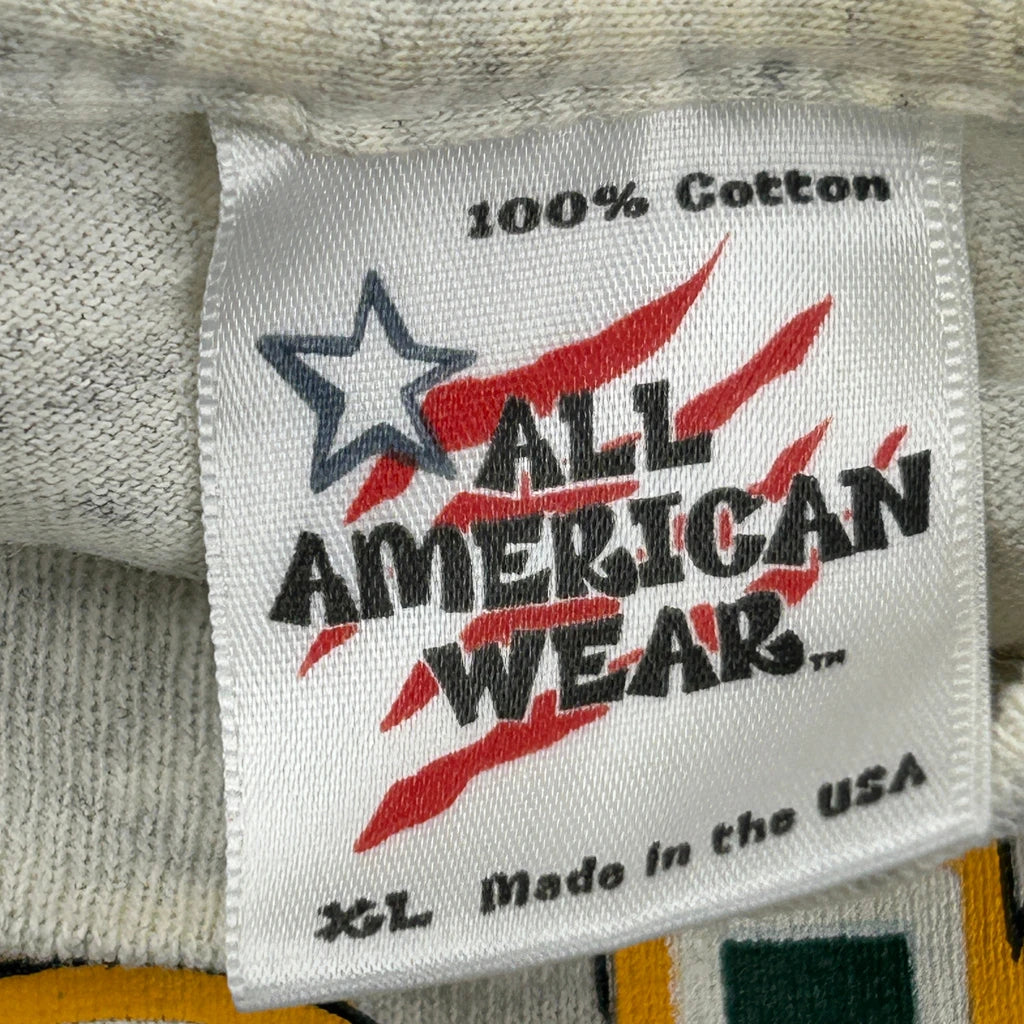 100% Cotton
ALL
AMERICAN
WEAR™
XL Made in the USA